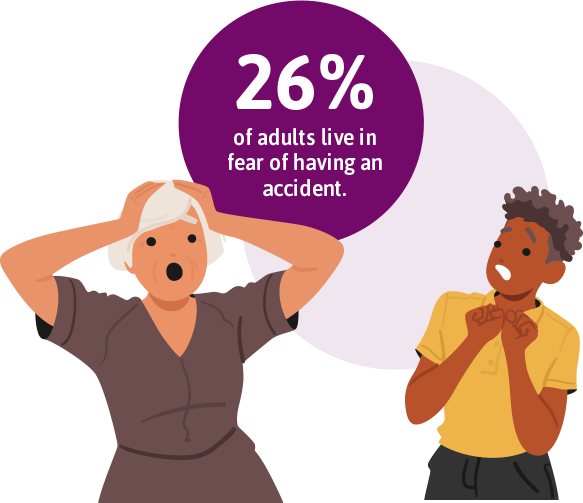 26%
of adults live in
fear of having an
accident.